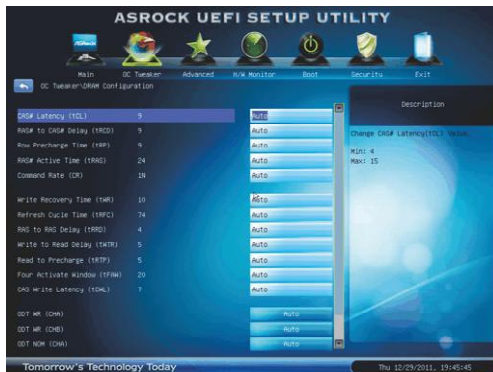 ASROCK UEFI SETUP UTILITY
ASRock
Main OC Tweaker Advanced H/W Monitor Boot Security Exit
OC Tweaker\DRAM Configuration
Description
CAS# Latency (tCL) 9 Auto
Change CAS# Latency(tCL) Value.
RAS# to CAS# Delay (tRCD) 9 Auto
Min: 4
Row Precharge Time (tRP) 9 Auto
Max: 15
RAS# Active Time (tRAS) 24 Auto
Command Rate (CR) 1N Auto
Write Recovery Time (tWR) 10 Auto
Refresh Cycle Time (tRFC) 74 Auto
RAS to RAS Delay (tRRD) 4 Auto
Write to Read Delay (tWTR) 5 Auto
Read to Precharge (tRTP) 5 Auto
Four Activate Window (tFAW) 20 Auto
CAS Write Latency (tCWL) 7 Auto
ODT WR (CHA) Auto
ODT WR (CHB) Auto
ODT NOM (CHA) Auto
Tomorrow's Technology Today
Thu 12/29/2011, 19:45:45